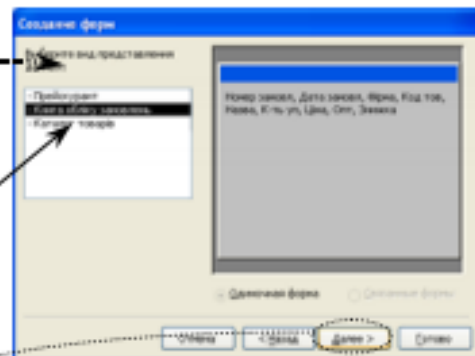 Создание форм
Выберите вид представления
данных
- Прейскурант
- Книга обліку замовлень
- Каталог товарів
Номер замовл, Дата замовл, Фірма, Код тов,
Назва, К-ть уп, Ціна, Опт, Знижка
Одиночная форма
Связанные формы
Отмена
< Назад
Далее >
Готово